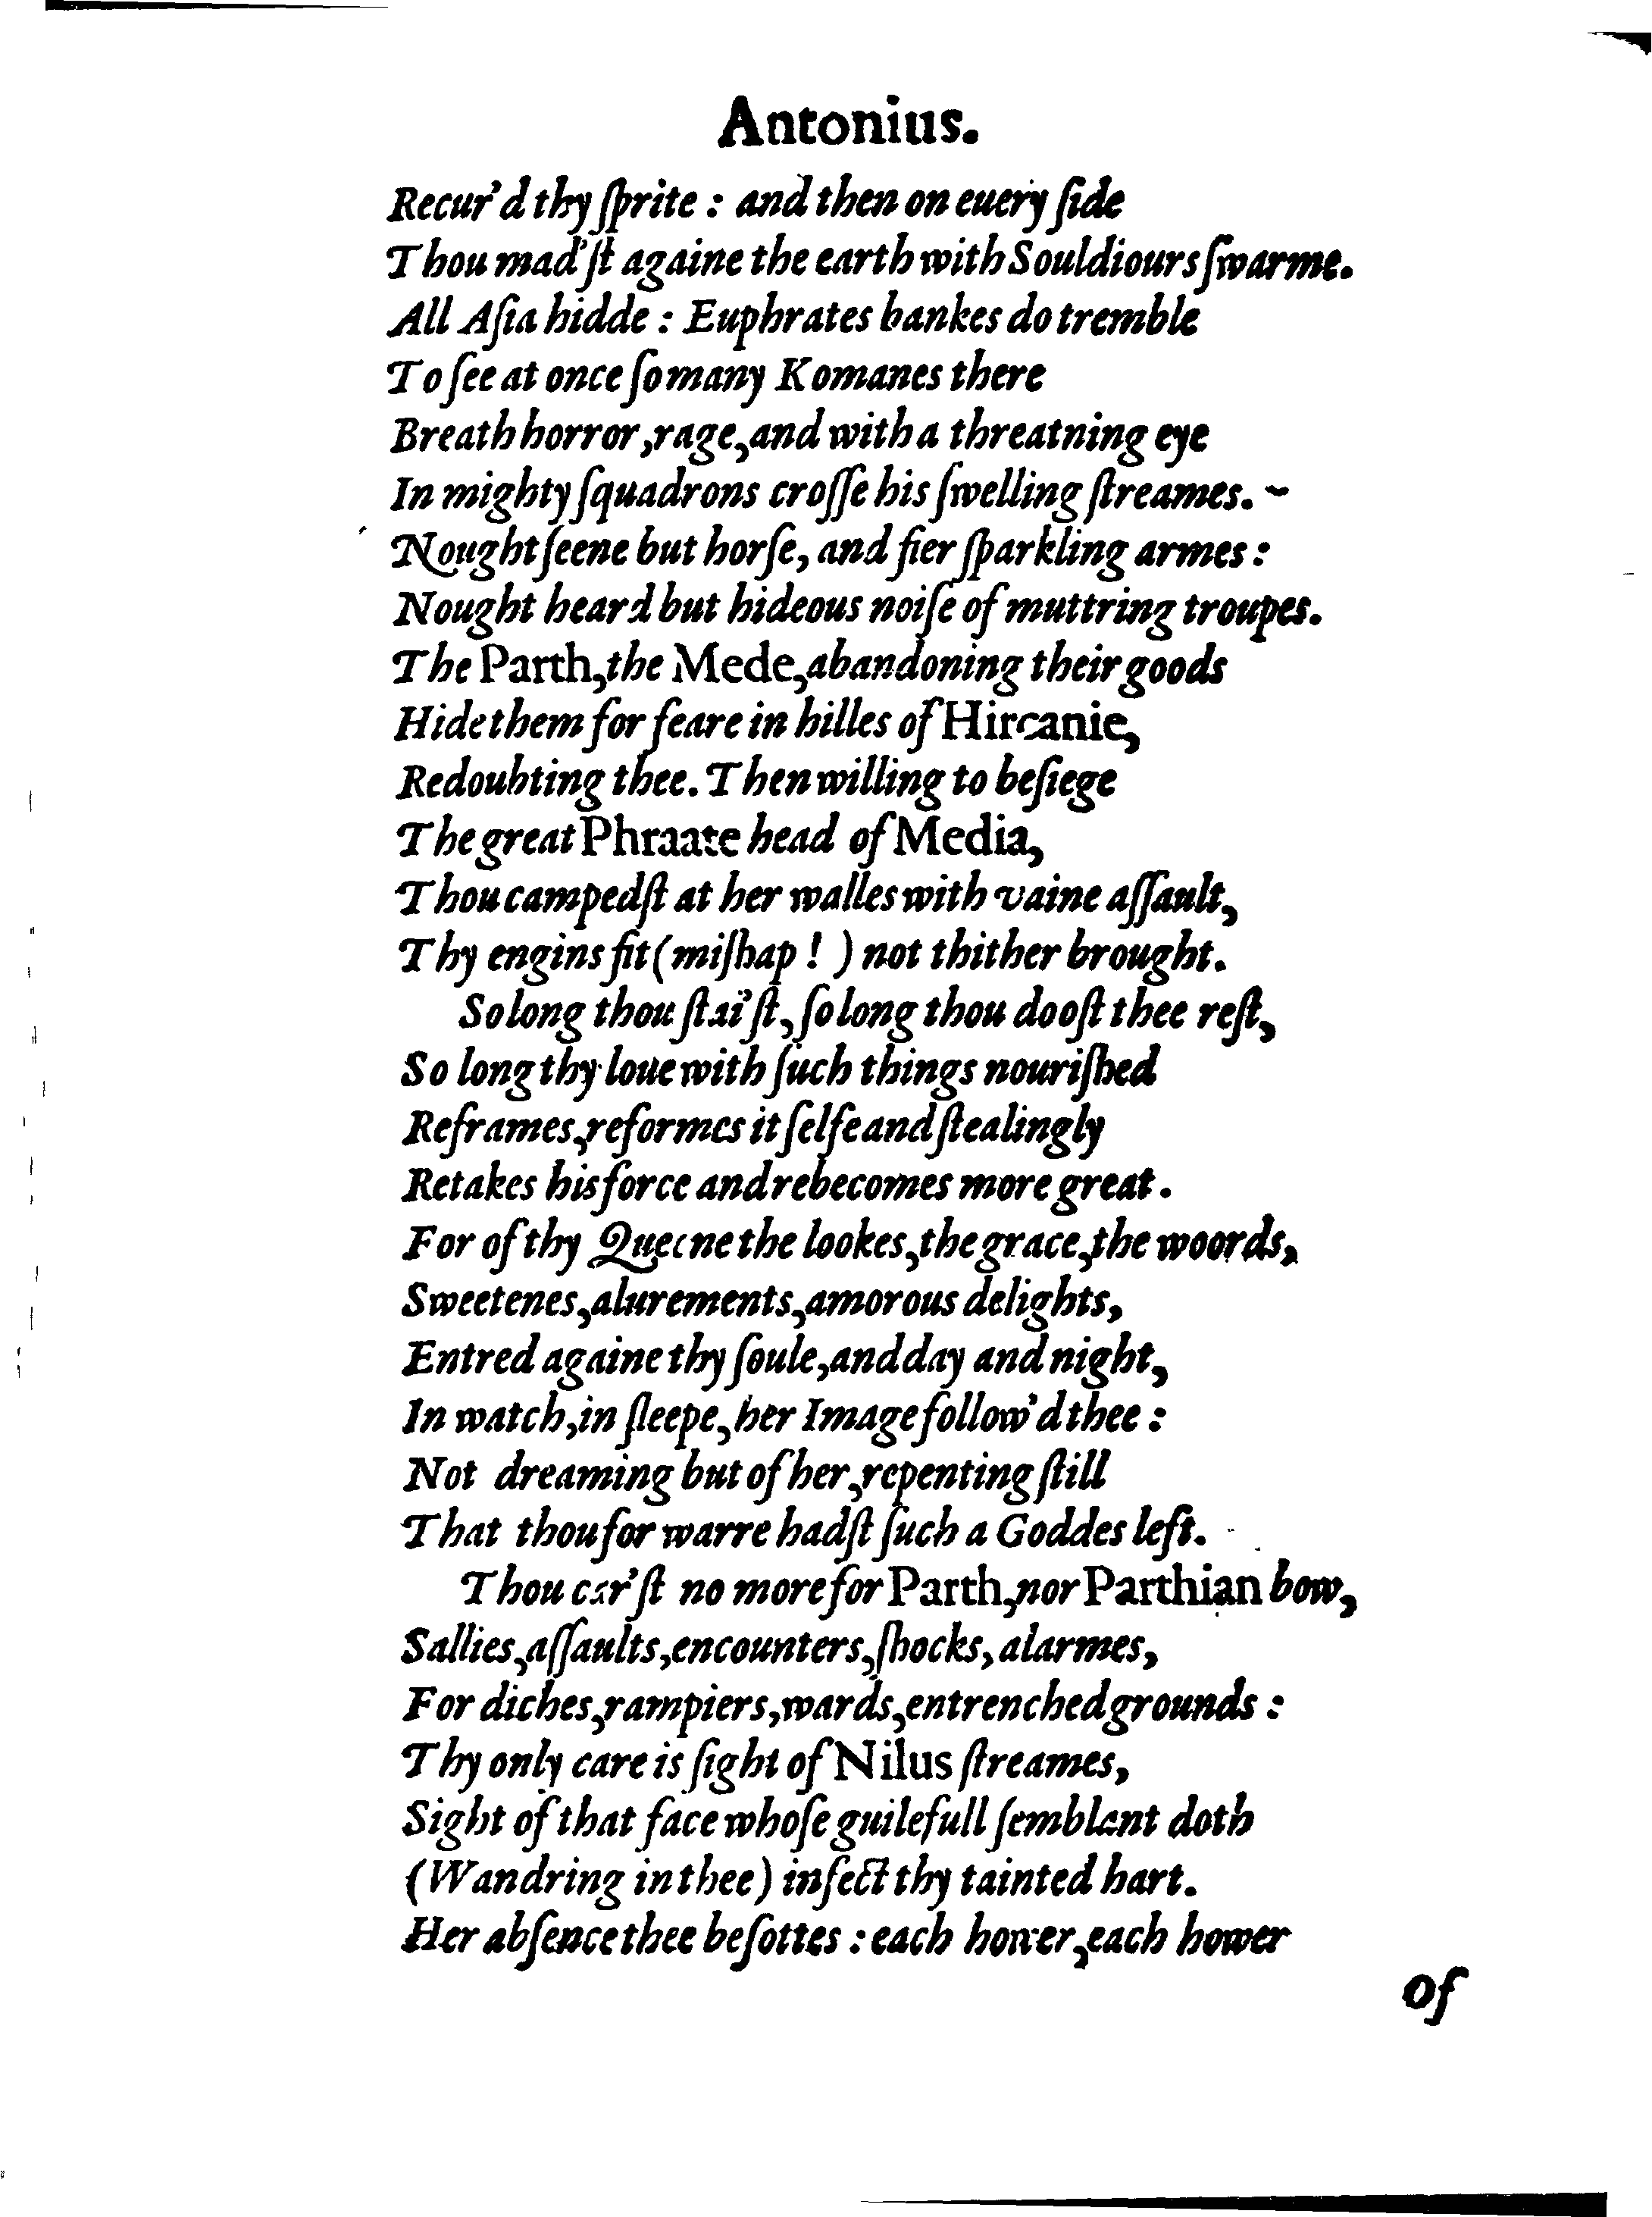 Antonius.
Recur'd thy ſprite : and then on euery ſide
Thou mad'ſt againe the earth with Souldiours ſwarme.
All Aſia hidde : Euphrates bankes do tremble
To ſee at once ſo many Romanes there
Breath horror, rage, and with a threatning eye
In mighty ſquadrons croſſe his ſwelling ſtreames. ~
Nought ſeene but horſe, and fier ſparkling armes :
Nought heard but hideous noiſe of muttring troupes.
The Parth, the Mede, abandoning their goods
Hide them for feare in hilles of Hircanie,
Redoubting thee. Then willing to beſiege
The great Phraate head of Media,
Thou campedſt at her walles with vaine aſſault,
Thy engins fit ( miſhap ! ) not thither brought.
So long thou ſtai'ſt, ſo long thou dooſt thee reſt,
So long thy loue with ſuch things nouriſhed
Reframes, reformes it ſelfe and ſtealingly
Retakes his force and rebecomes more great.
For of thy Queene the lookes, the grace, the woords,
Sweetenes, alurements, amorous delights,
Entred againe thy ſoule, and day and night,
In watch, in ſleepe, her Image follow'd thee :
Not dreaming but of her, repenting ſtill
That thou for warre hadſt ſuch a Goddes left.
Thou car'ſt no more for Parth, nor Parthian bow,
Sallies, aſſaults, encounters, ſhocks, alarmes,
For diches, rampiers, wards, entrenched grounds :
Thy only care is ſight of Nilus ſtreames,
Sight of that face whoſe guilefull ſemblant doth
(Wandring in thee) infect thy tainted hart.
Her abſence thee beſottes : each hower, each hower
Of